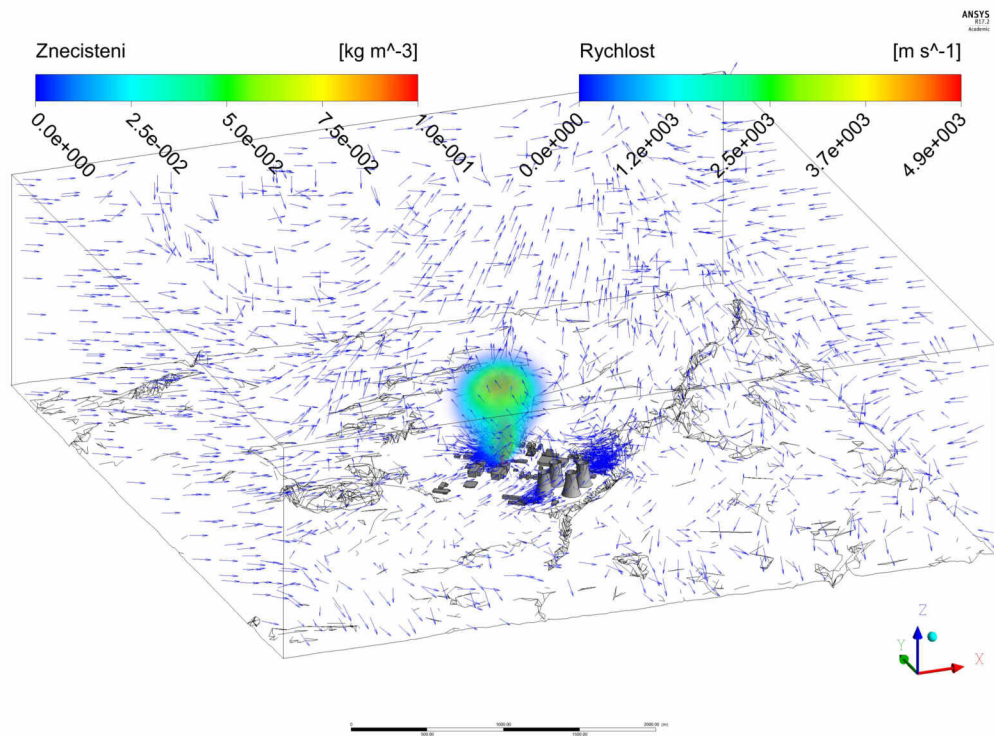 ANSYS
R17.2
Academic
Znecisteni [kg m^-3]
0.0e+000 2.5e-002 5.0e-002 7.5e-002 1.0e-001
Rychlost [m s^-1]
0.0e+000 1.2e+003 2.5e+003 3.7e+003 4.9e+003
Z
Y
X
0 1000.00 2000.00 (m)
500.00 1500.00